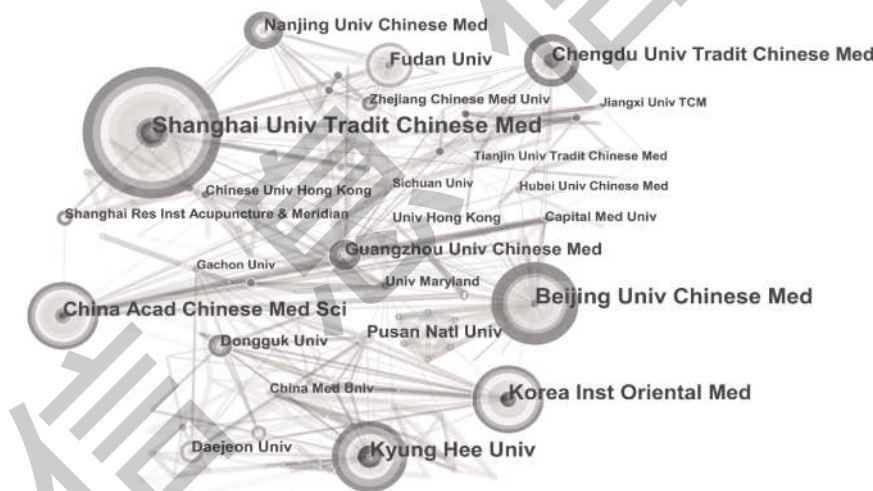 Nanjing Univ Chinese Med
Fudan Univ
Chengdu Univ Tradit Chinese Med
Zhejiang Chinese Med Univ
Jiangxi Univ TCM
Shanghai Univ Tradit Chinese Med
Tianjin Univ Tradit Chinese Med
Chinese Univ Hong Kong
Sichuan Univ
Hubei Univ Chinese Med
Shanghai Res Inst Acupuncture & Meridian
Univ Hong Kong
Capital Med Univ
Guangzhou Univ Chinese Med
Gachon Univ
Univ Maryland
Beijing Univ Chinese Med
China Acad Chinese Med Sci
Pusan Natl Univ
Dongguk Univ
China Med Univ
Korea Inst Oriental Med
Daejeon Univ
Kyung Hee Univ
信息
信